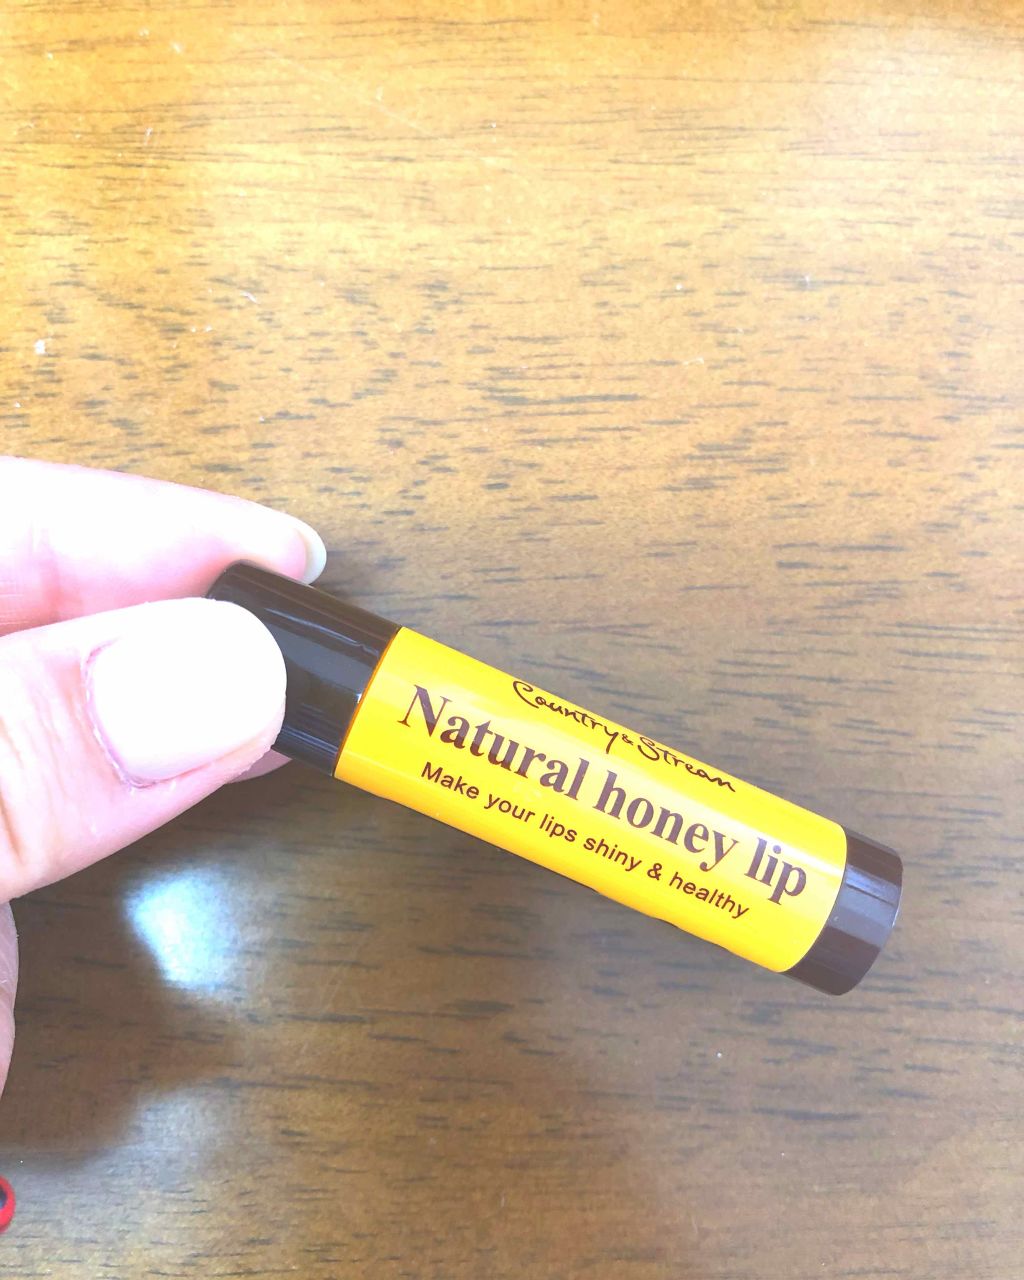 Country & Stream
Natural honey lip
Make your lips shiny & healthy